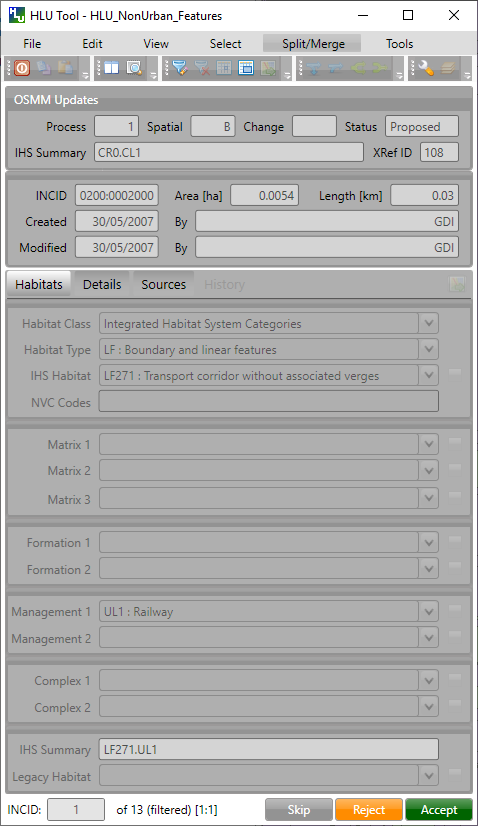 HLU Tool - HLU_NonUrban_Features
File Edit View Select Split/Merge Tools
OSMM Updates
Process 1 Spatial B Change Status Proposed
IHS Summary CR0.CL1 XRef ID 108
INCID 0200:0002000 Area [ha] 0.0054 Length [km] 0.03
Created 30/05/2007 By GDI
Modified 30/05/2007 By GDI
Habitats Details Sources History
Habitat Class Integrated Habitat System Categories
Habitat Type LF : Boundary and linear features
IHS Habitat LF271 : Transport corridor without associated verges
NVC Codes
Matrix 1
Matrix 2
Matrix 3
Formation 1
Formation 2
Management 1 UL1 : Railway
Management 2
Complex 1
Complex 2
IHS Summary LF271.UL1
Legacy Habitat
INCID: 1 of 13 (filtered) [1:1] Skip Reject Accept